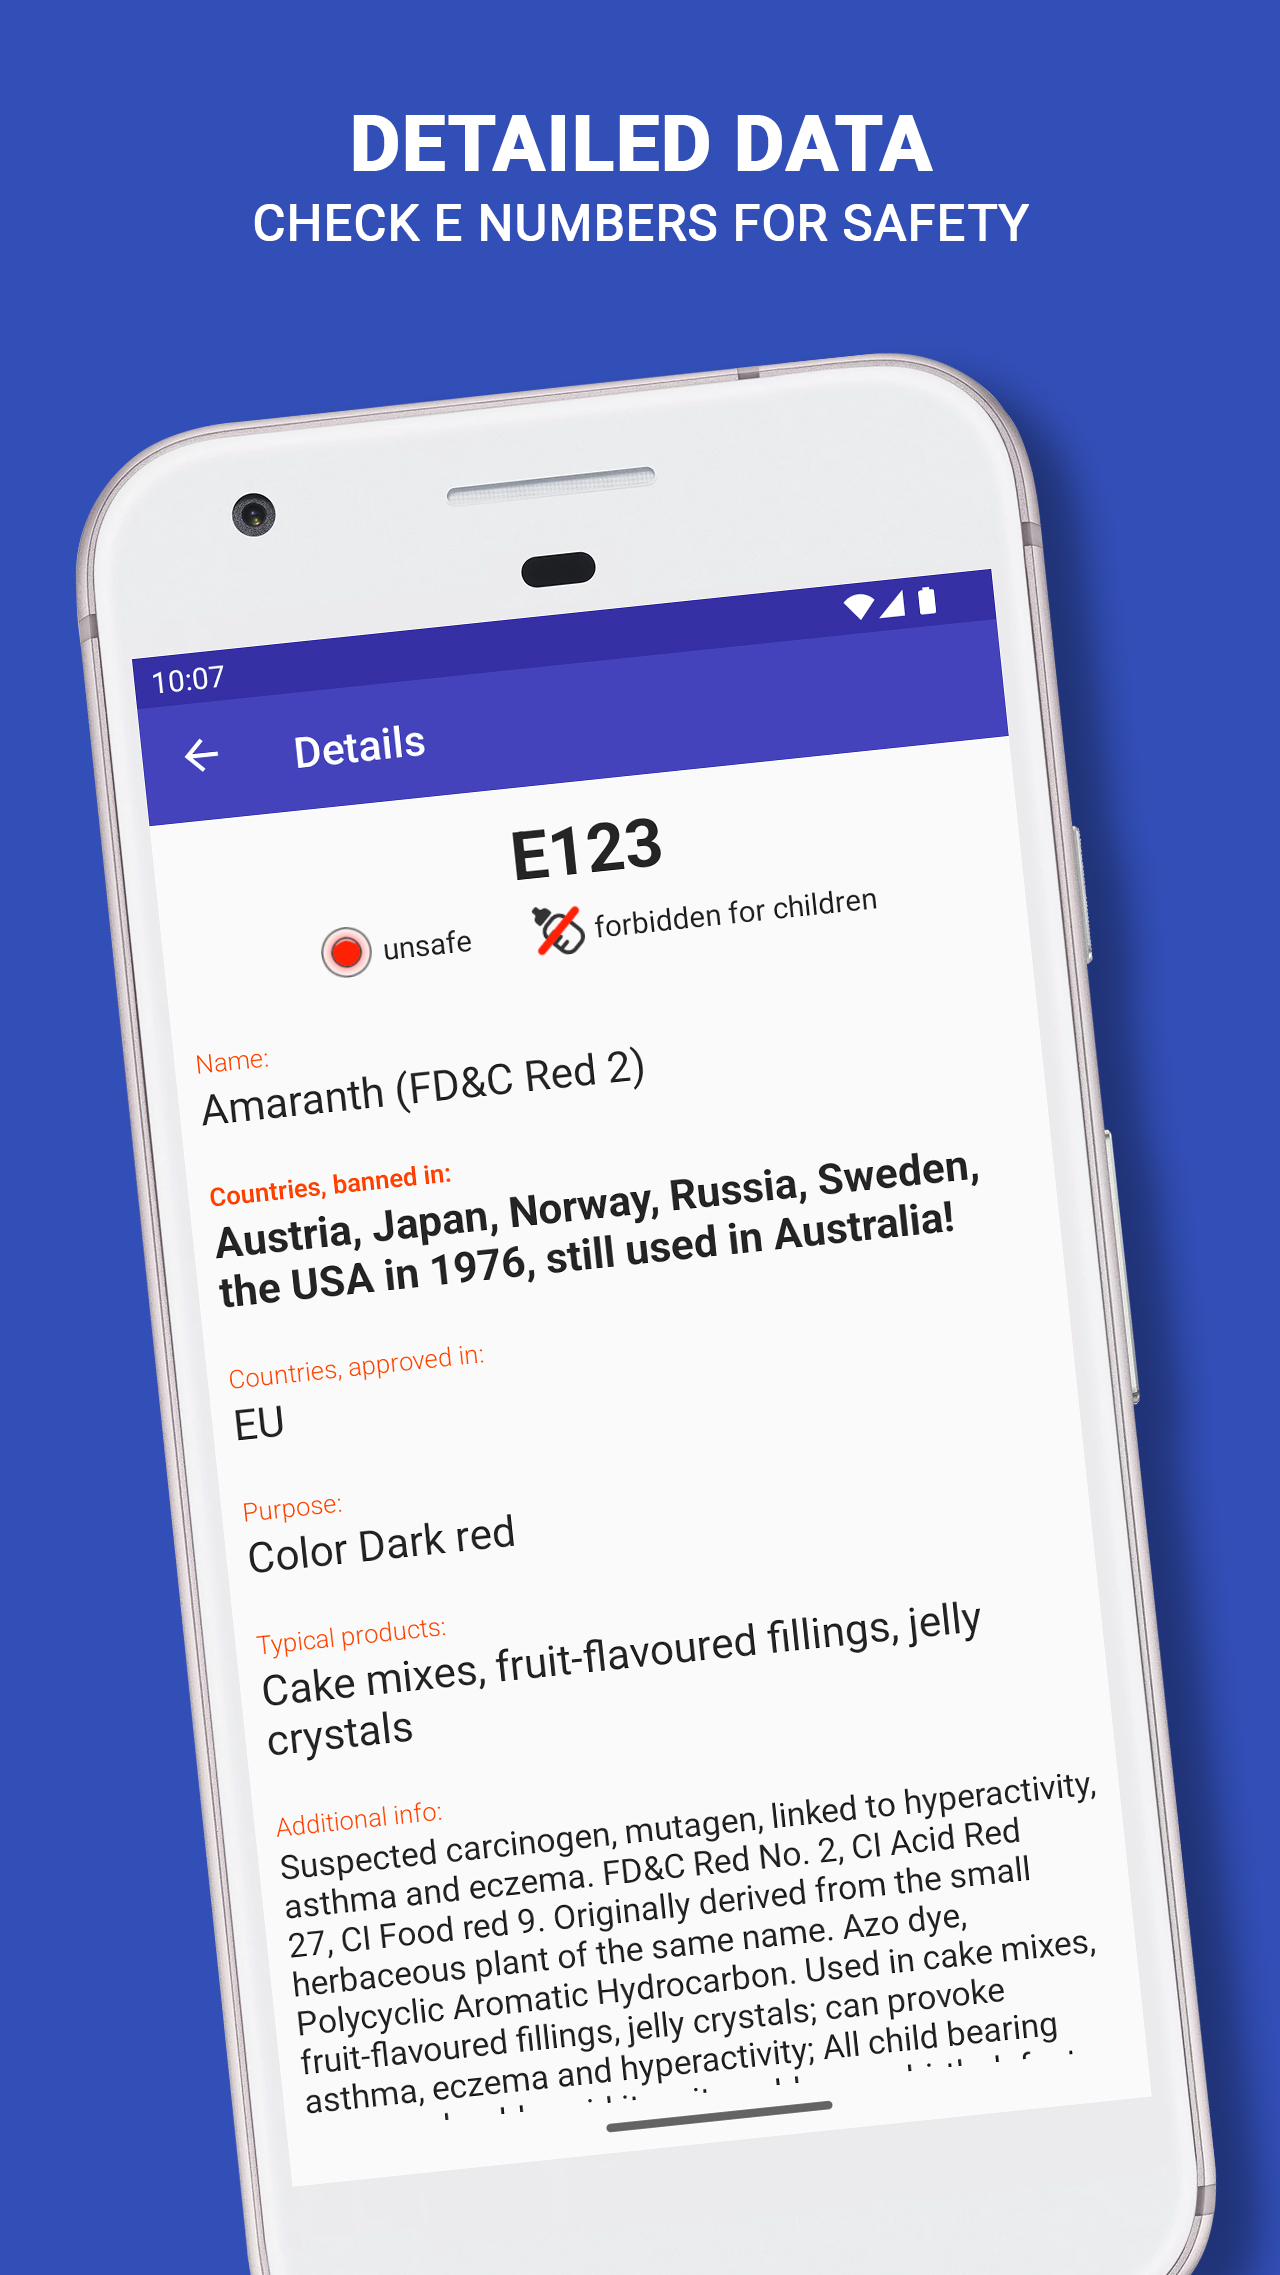 DETAILED DATA
CHECK E NUMBERS FOR SAFETY
10:07
Details
E123
unsafe
forbidden for children
Name:
Amaranth (FD&C Red 2)
Countries, banned in:
Austria, Japan, Norway, Russia, Sweden,
the USA in 1976, still used in Australia!
Countries, approved in:
EU
Purpose:
Color Dark red
Typical products:
Cake mixes, fruit-flavoured fillings, jelly
crystals
Additional info:
Suspected carcinogen, mutagen, linked to hyperactivity,
asthma and eczema. FD&C Red No. 2, CI Acid Red
27, CI Food red 9. Originally derived from the small
herbaceous plant of the same name. Azo dye,
Polycyclic Aromatic Hydrocarbon. Used in cake mixes,
fruit-flavoured fillings, jelly crystals; can provoke
asthma, eczema and hyperactivity; All child bearing